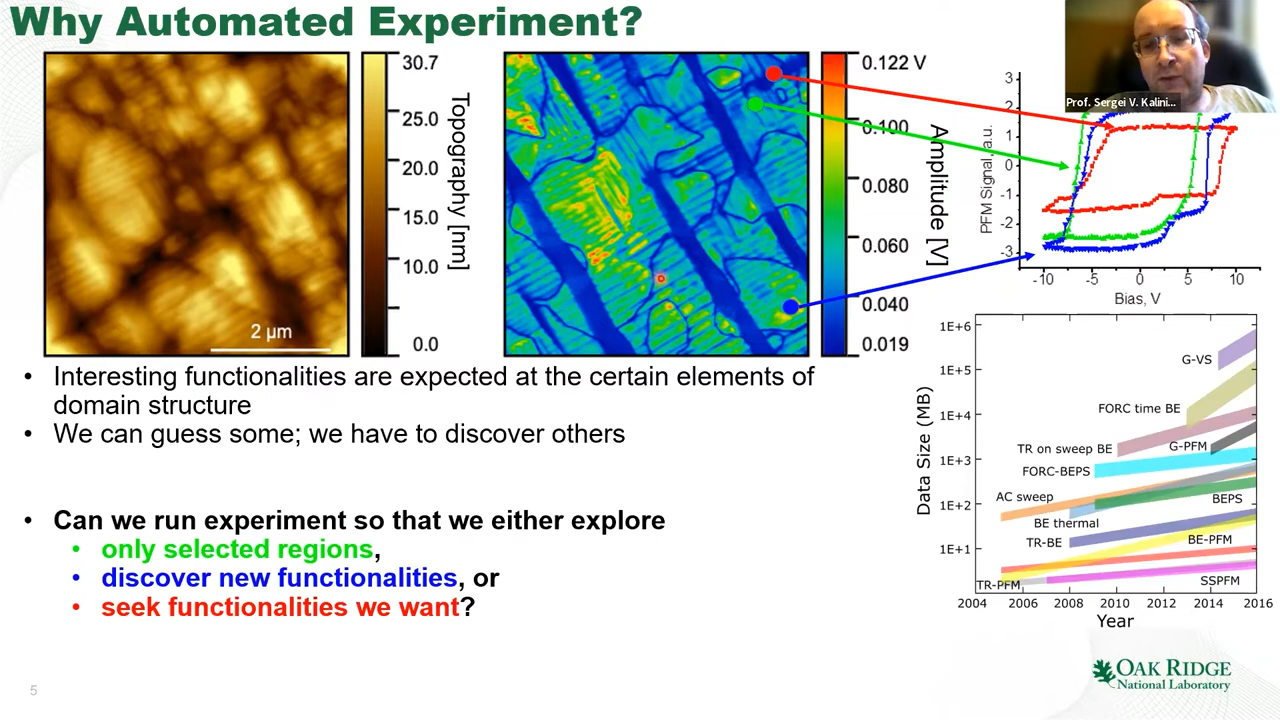 Why Automated Experiment?
30.7
25.0
20.0
15.0
10.0
0.0
Topography [nm]
2 µm
0.122 V
0.100
0.080
0.060
0.040
0.019
Amplitude [V]
Prof. Sergei V. Kalini...
3
2
1
0
-1
-2
-3
PFM Signal, a.u.
-10 -5 0 5 10
Bias, V
• Interesting functionalities are expected at the certain elements of
domain structure
• We can guess some; we have to discover others
• Can we run experiment so that we either explore
• only selected regions,
• discover new functionalities, or
• seek functionalities we want?
1E+6
1E+5
1E+4
1E+3
1E+2
1E+1
Data Size (MB)
G-VS
FORC time BE
TR on sweep BE
G-PFM
FORC-BEPS
AC sweep
BEPS
BE thermal
TR-BE
BE-PFM
TR-PFM
SSPFM
2004 2006 2008 2010 2012 2014 2016
Year
OAK RIDGE
National Laboratory
5